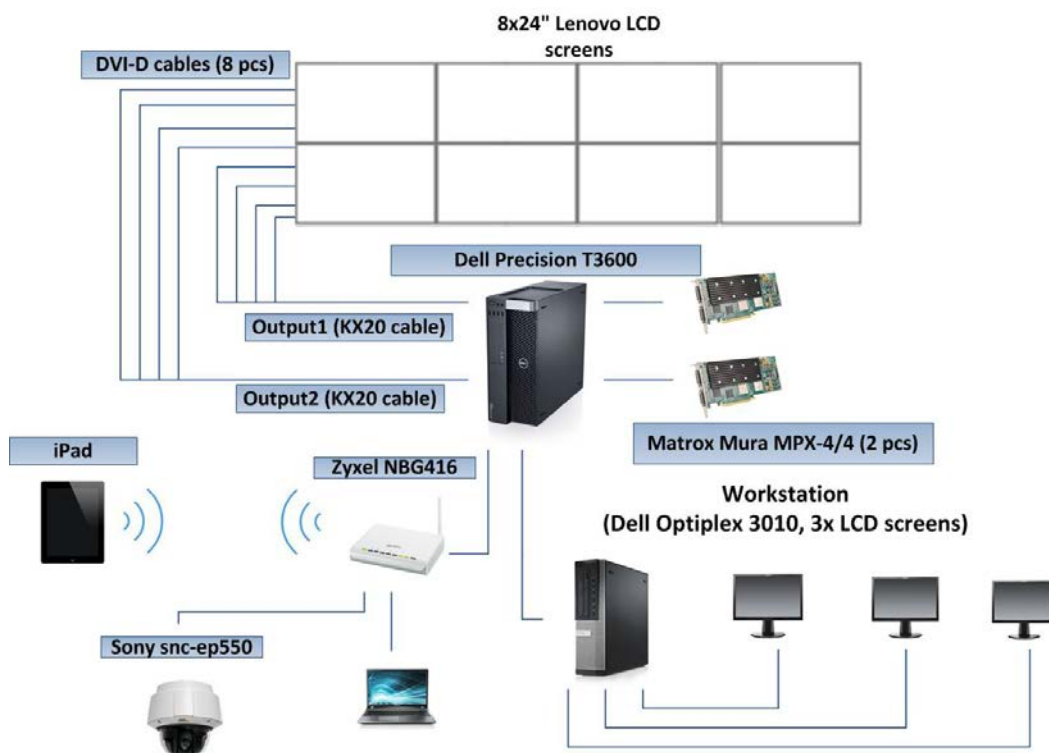 8x24" Lenovo LCD
screens
DVI-D cables (8 pcs)
Dell Precision T3600
Output1 (KX20 cable)
Output2 (KX20 cable)
Matrox Mura MPX-4/4 (2 pcs)
iPad
Zyxel NBG416
Workstation
(Dell Optiplex 3010, 3x LCD screens)
Sony snc-ep550